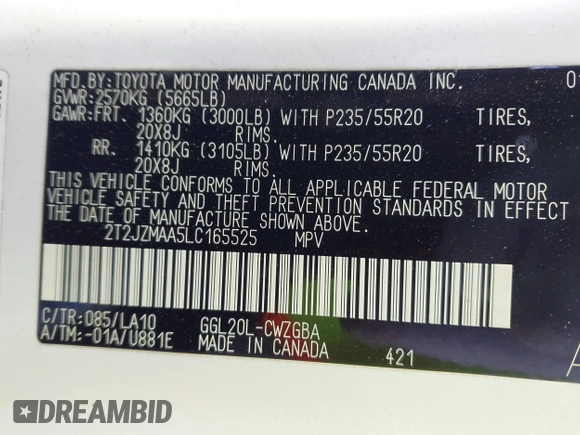 MFD. BY: TOYOTA MOTOR MANUFACTURING CANADA INC. 0
GVWR: 2570KG (5665LB)
GAWR: FRT. 1360KG (3000LB) WITH P235/55R20 TIRES,
20X8J RIMS.
RR. 1410KG (3105LB) WITH P235/55R20 TIRES,
20X8J RIMS.
THIS VEHICLE CONFORMS TO ALL APPLICABLE FEDERAL MOTOR
VEHICLE SAFETY AND THEFT PREVENTION STANDARDS IN EFFECT
THE DATE OF MANUFACTURE SHOWN ABOVE.
2T2JZMAA5LC165525 MPV
C/TR: 085/LA10 GGL20L-CWZGBA
A/TM: -01A/U881E MADE IN CANADA 421 A
DREAMBID